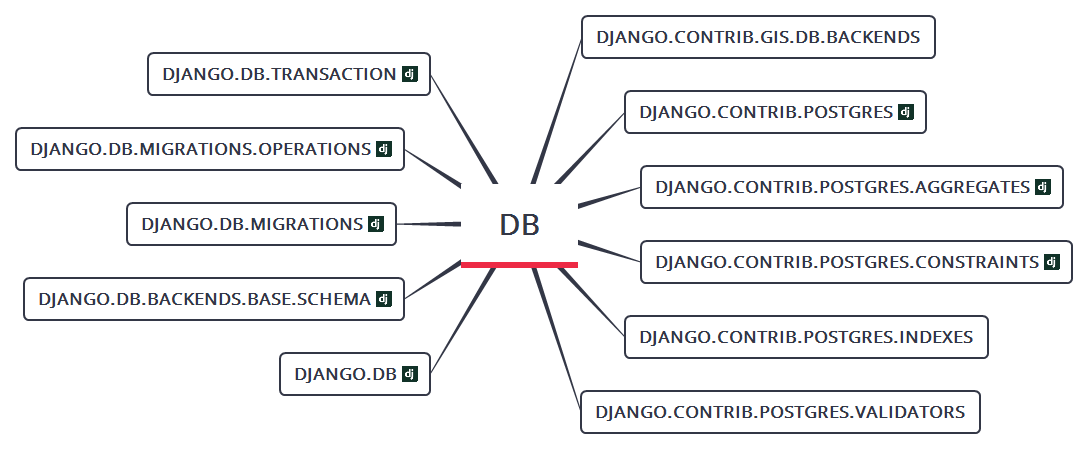 DJANGO.CONTRIB.GIS.DB.BACKENDS
DJANGO.DB.TRANSACTION dj
DJANGO.CONTRIB.POSTGRES dj
DJANGO.DB.MIGRATIONS.OPERATIONS dj
DJANGO.CONTRIB.POSTGRES.AGGREGATES dj
DJANGO.DB.MIGRATIONS dj
DB
DJANGO.CONTRIB.POSTGRES.CONSTRAINTS dj
DJANGO.DB.BACKENDS.BASE.SCHEMA dj
DJANGO.CONTRIB.POSTGRES.INDEXES
DJANGO.DB dj
DJANGO.CONTRIB.POSTGRES.VALIDATORS